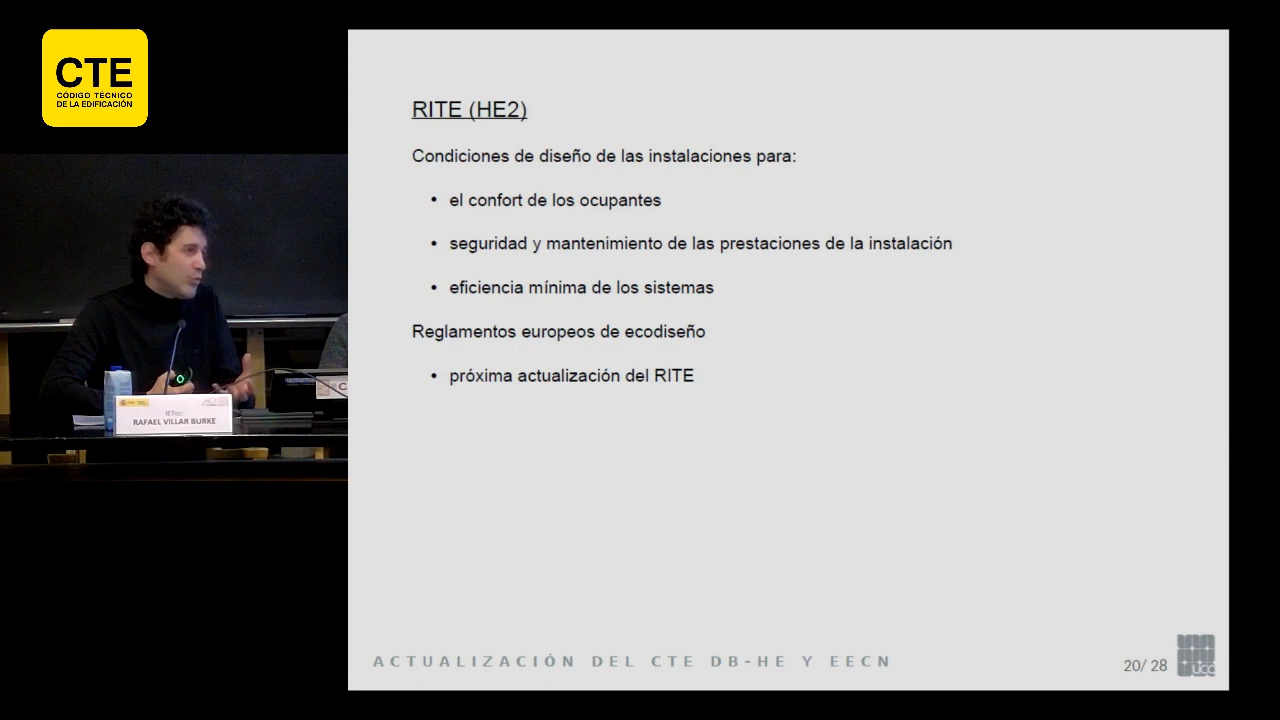 CTE
CÓDIGO TÉCNICO
DE LA EDIFICACIÓN
RITE (HE2)
Condiciones de diseño de las instalaciones para:
• el confort de los ocupantes
• seguridad y mantenimiento de las prestaciones de la instalación
• eficiencia mínima de los sistemas
Reglamentos europeos de ecodiseño
• próxima actualización del RITE
IETcc
RAFAEL VILLAR BURKE
ACTUALIZACIÓN DEL CTE DB-HE Y EECN
20/ 28